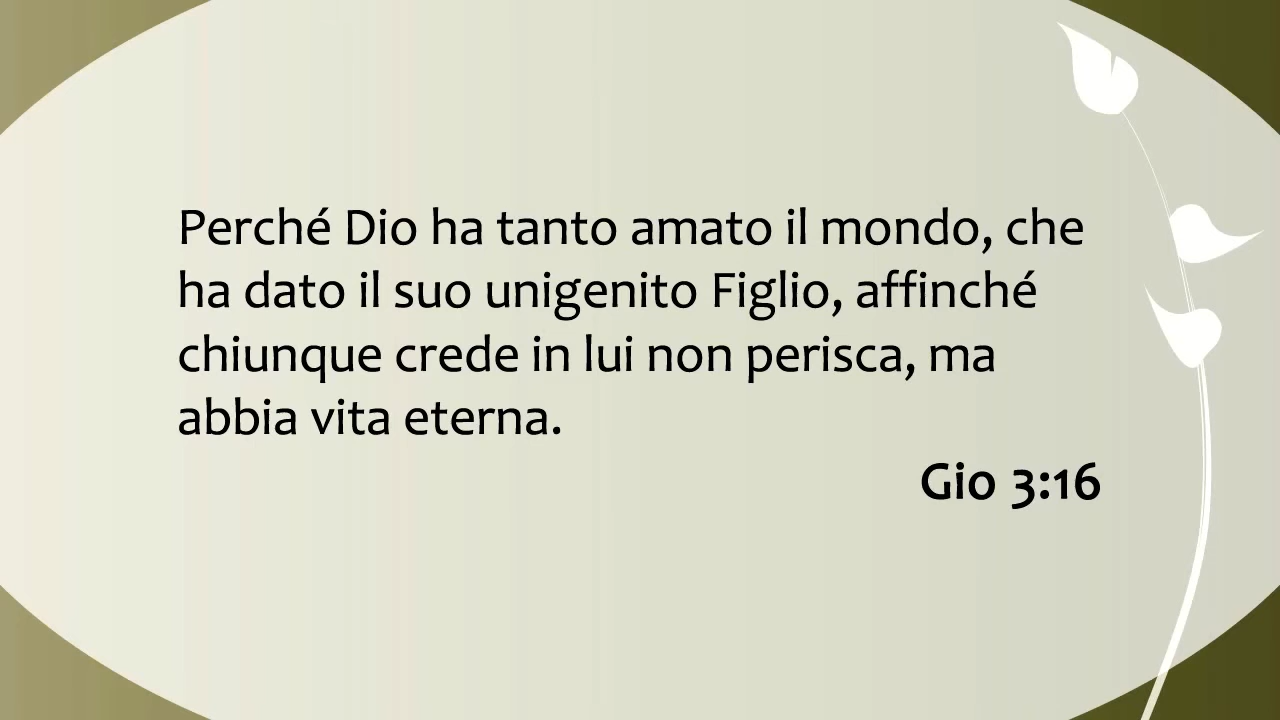 Perché Dio ha tanto amato il mondo, che
ha dato il suo unigenito Figlio, affinché
chiunque crede in lui non perisca, ma
abbia vita eterna.
Gio 3:16